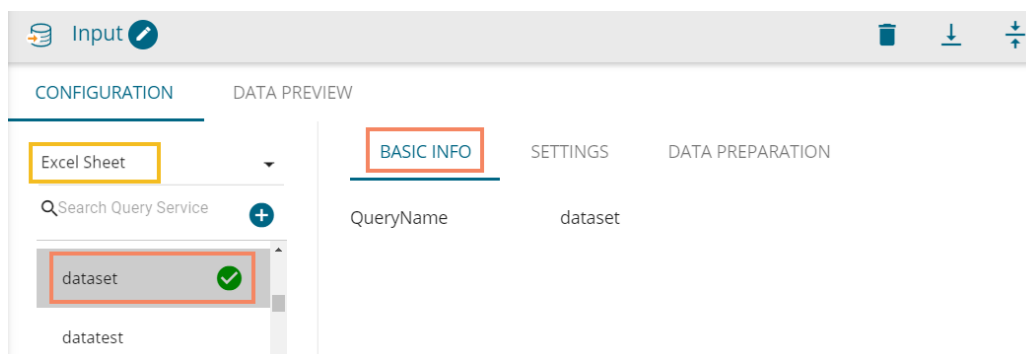 Input
CONFIGURATION DATA PREVIEW
Excel Sheet
Search Query Service
dataset
datatest
BASIC INFO SETTINGS DATA PREPARATION
QueryName dataset